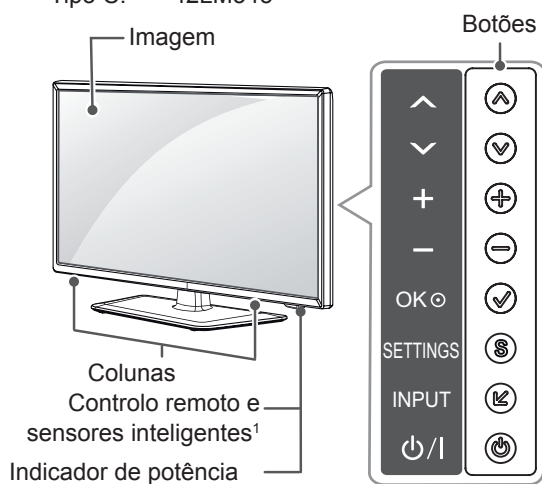 Imagem
Botões
OK
SETTINGS
INPUT
Colunas
Controlo remoto e
sensores inteligentes¹
Indicador de potência